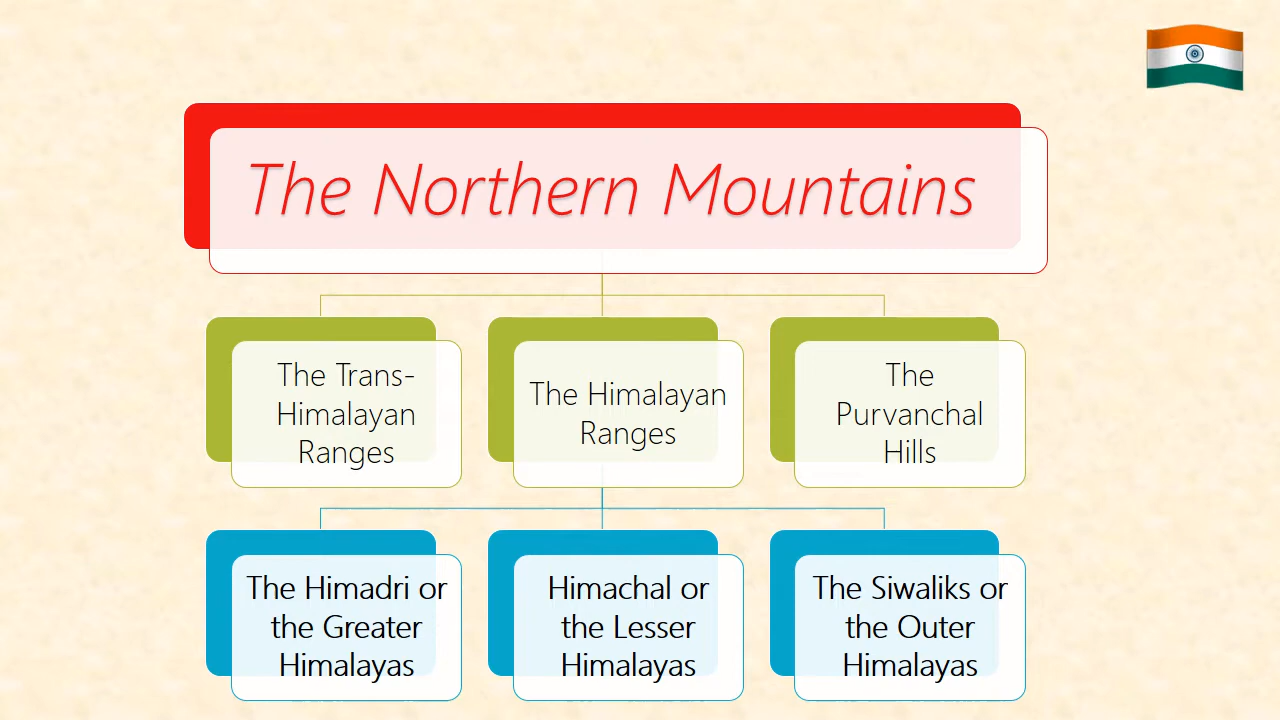 The Northern Mountains
The Trans-
Himalayan
Ranges
The Himalayan
Ranges
The
Purvanchal
Hills
The Himadri or
the Greater
Himalayas
Himachal or
the Lesser
Himalayas
The Siwaliks or
the Outer
Himalayas